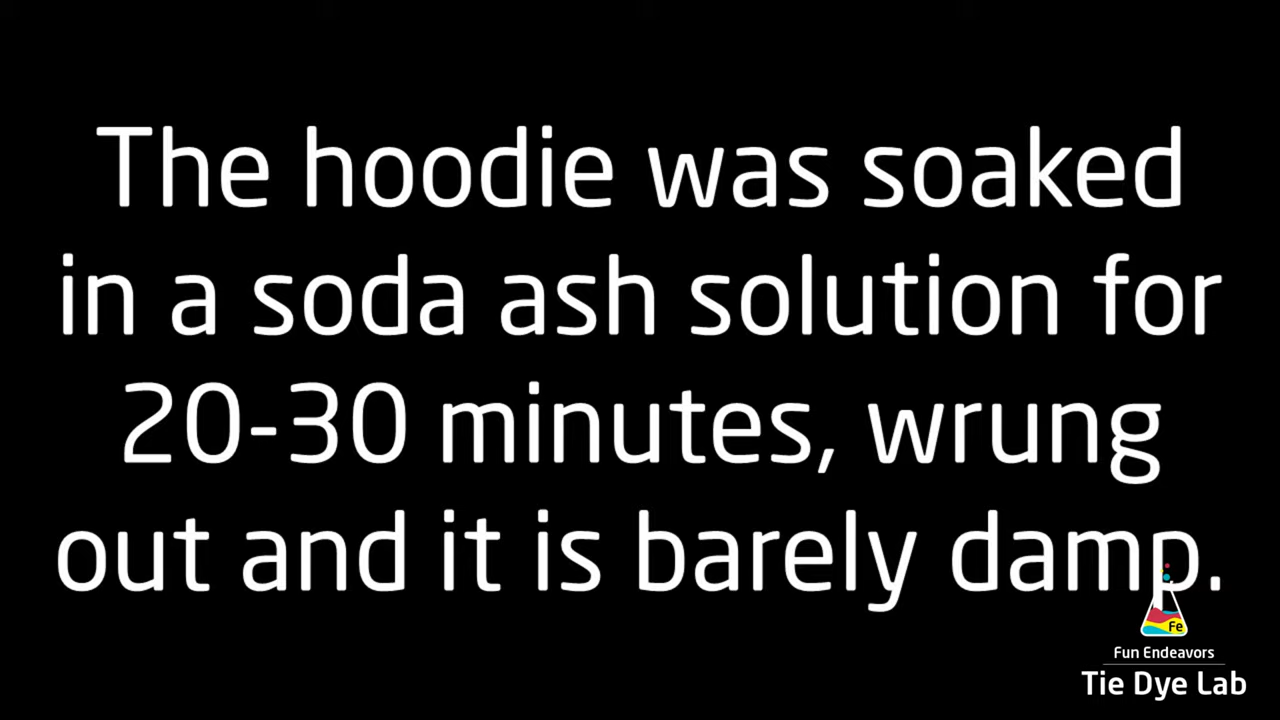 The hoodie was soaked
in a soda ash solution for
20-30 minutes, wrung
out and it is barely damp.
Fe
Fun Endeavors
Tie Dye Lab